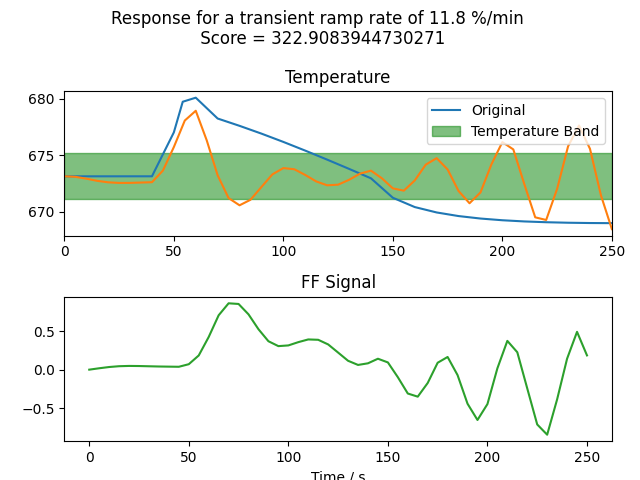 Response for a transient ramp rate of 11.8 %/min
Score = 322.9083944730271
Temperature
680
675
670
Original
Temperature Band
0 50 100 150 200 250
FF Signal
0.5
0.0
−0.5
0 50 100 150 200 250
Time / s